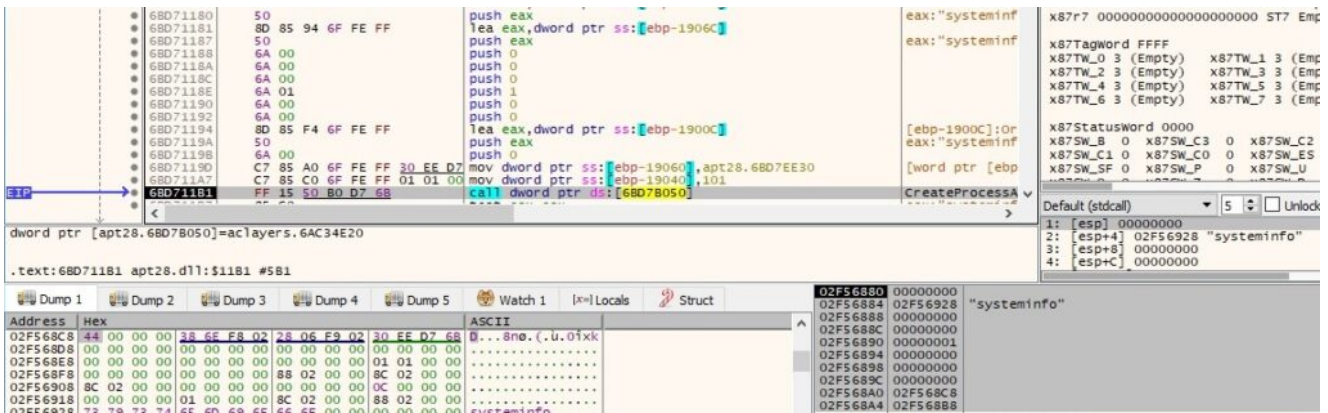 68D71180 50 push eax eax:"systeminf
68D71181 8D 85 94 6F FE FF lea eax,dword ptr ss:[ebp-1906C]
68D71187 50 push eax eax:"systeminf
68D71188 6A 00 push 0
68D7118A 6A 00 push 0
68D7118C 6A 00 push 0
68D7118E 6A 01 push 1
68D71190 6A 00 push 0
68D71192 6A 00 push 0
68D71194 8D 85 F4 6F FE FF lea eax,dword ptr ss:[ebp-1900C] [ebp-1900C]:Or
68D7119A 50 push eax eax:"systeminf
68D7119B 6A 00 push 0
68D7119D C7 85 A0 6F FE FF 30 EE D7 mov dword ptr ss:[ebp-19060],apt28.6BD7EE30 [word ptr [ebp
68D711A7 C7 85 C0 6F FE FF 01 01 00 mov dword ptr ss:[ebp-19040],101
EIP 68D711B1 FF 15 50 B0 D7 6B call dword ptr ds:[6BD7B050] CreateProcessA
x87r7 00000000000000000000 ST7 Emp
x87TagWord FFFF
x87TW_0 3 (Empty) x87TW_1 3 (Emp
x87TW_2 3 (Empty) x87TW_3 3 (Emp
x87TW_4 3 (Empty) x87TW_5 3 (Emp
x87TW_6 3 (Empty) x87TW_7 3 (Emp
x87StatusWord 0000
x87SW_B 0 x87SW_C3 0 x87SW_C2
x87SW_C1 0 x87SW_C0 0 x87SW_ES
x87SW_SF 0 x87SW_P 0 x87SW_U
Default (stdcall) 5 Unlock
1: [esp] 00000000
2: [esp+4] 02F56928 "systeminfo"
3: [esp+8] 00000000
4: [esp+C] 00000000
dword ptr [apt28.6BD7B050]=aclayers.6AC34E20
.text:6BD711B1 apt28.dll:$11B1 #5B1
Dump 1 Dump 2 Dump 3 Dump 4 Dump 5 Watch 1 [x=] Locals Struct
Address Hex ASCII
02F568C8 44 00 00 00 38 6E F8 02 28 06 F9 02 30 EE D7 6B D...8nø.(.ù.0îxk
02F568D8 00 00 00 00 00 00 00 00 00 00 00 00 00 00 00 00 ................
02F568E8 00 00 00 00 00 00 00 00 00 00 00 00 01 01 00 00 ................
02F568F8 00 00 00 00 00 00 00 00 88 02 00 00 8C 02 00 00 ................
02F56908 8C 02 00 00 00 00 00 00 00 00 00 00 0C 00 00 00 ................
02F56918 00 00 00 00 01 00 00 00 8C 02 00 00 88 02 00 00 ................
02F56928 73 79 73 74 65 6D 69 6E 66 6F 00 00 00 00 00 00 systeminfo
02F56880 00000000
02F56884 02F56928 "systeminfo"
02F56888 00000000
02F5688C 00000000
02F56890 00000001
02F56894 00000000
02F56898 00000000
02F5689C 00000000
02F568A0 02F568C8
02F568A4 02F568B8